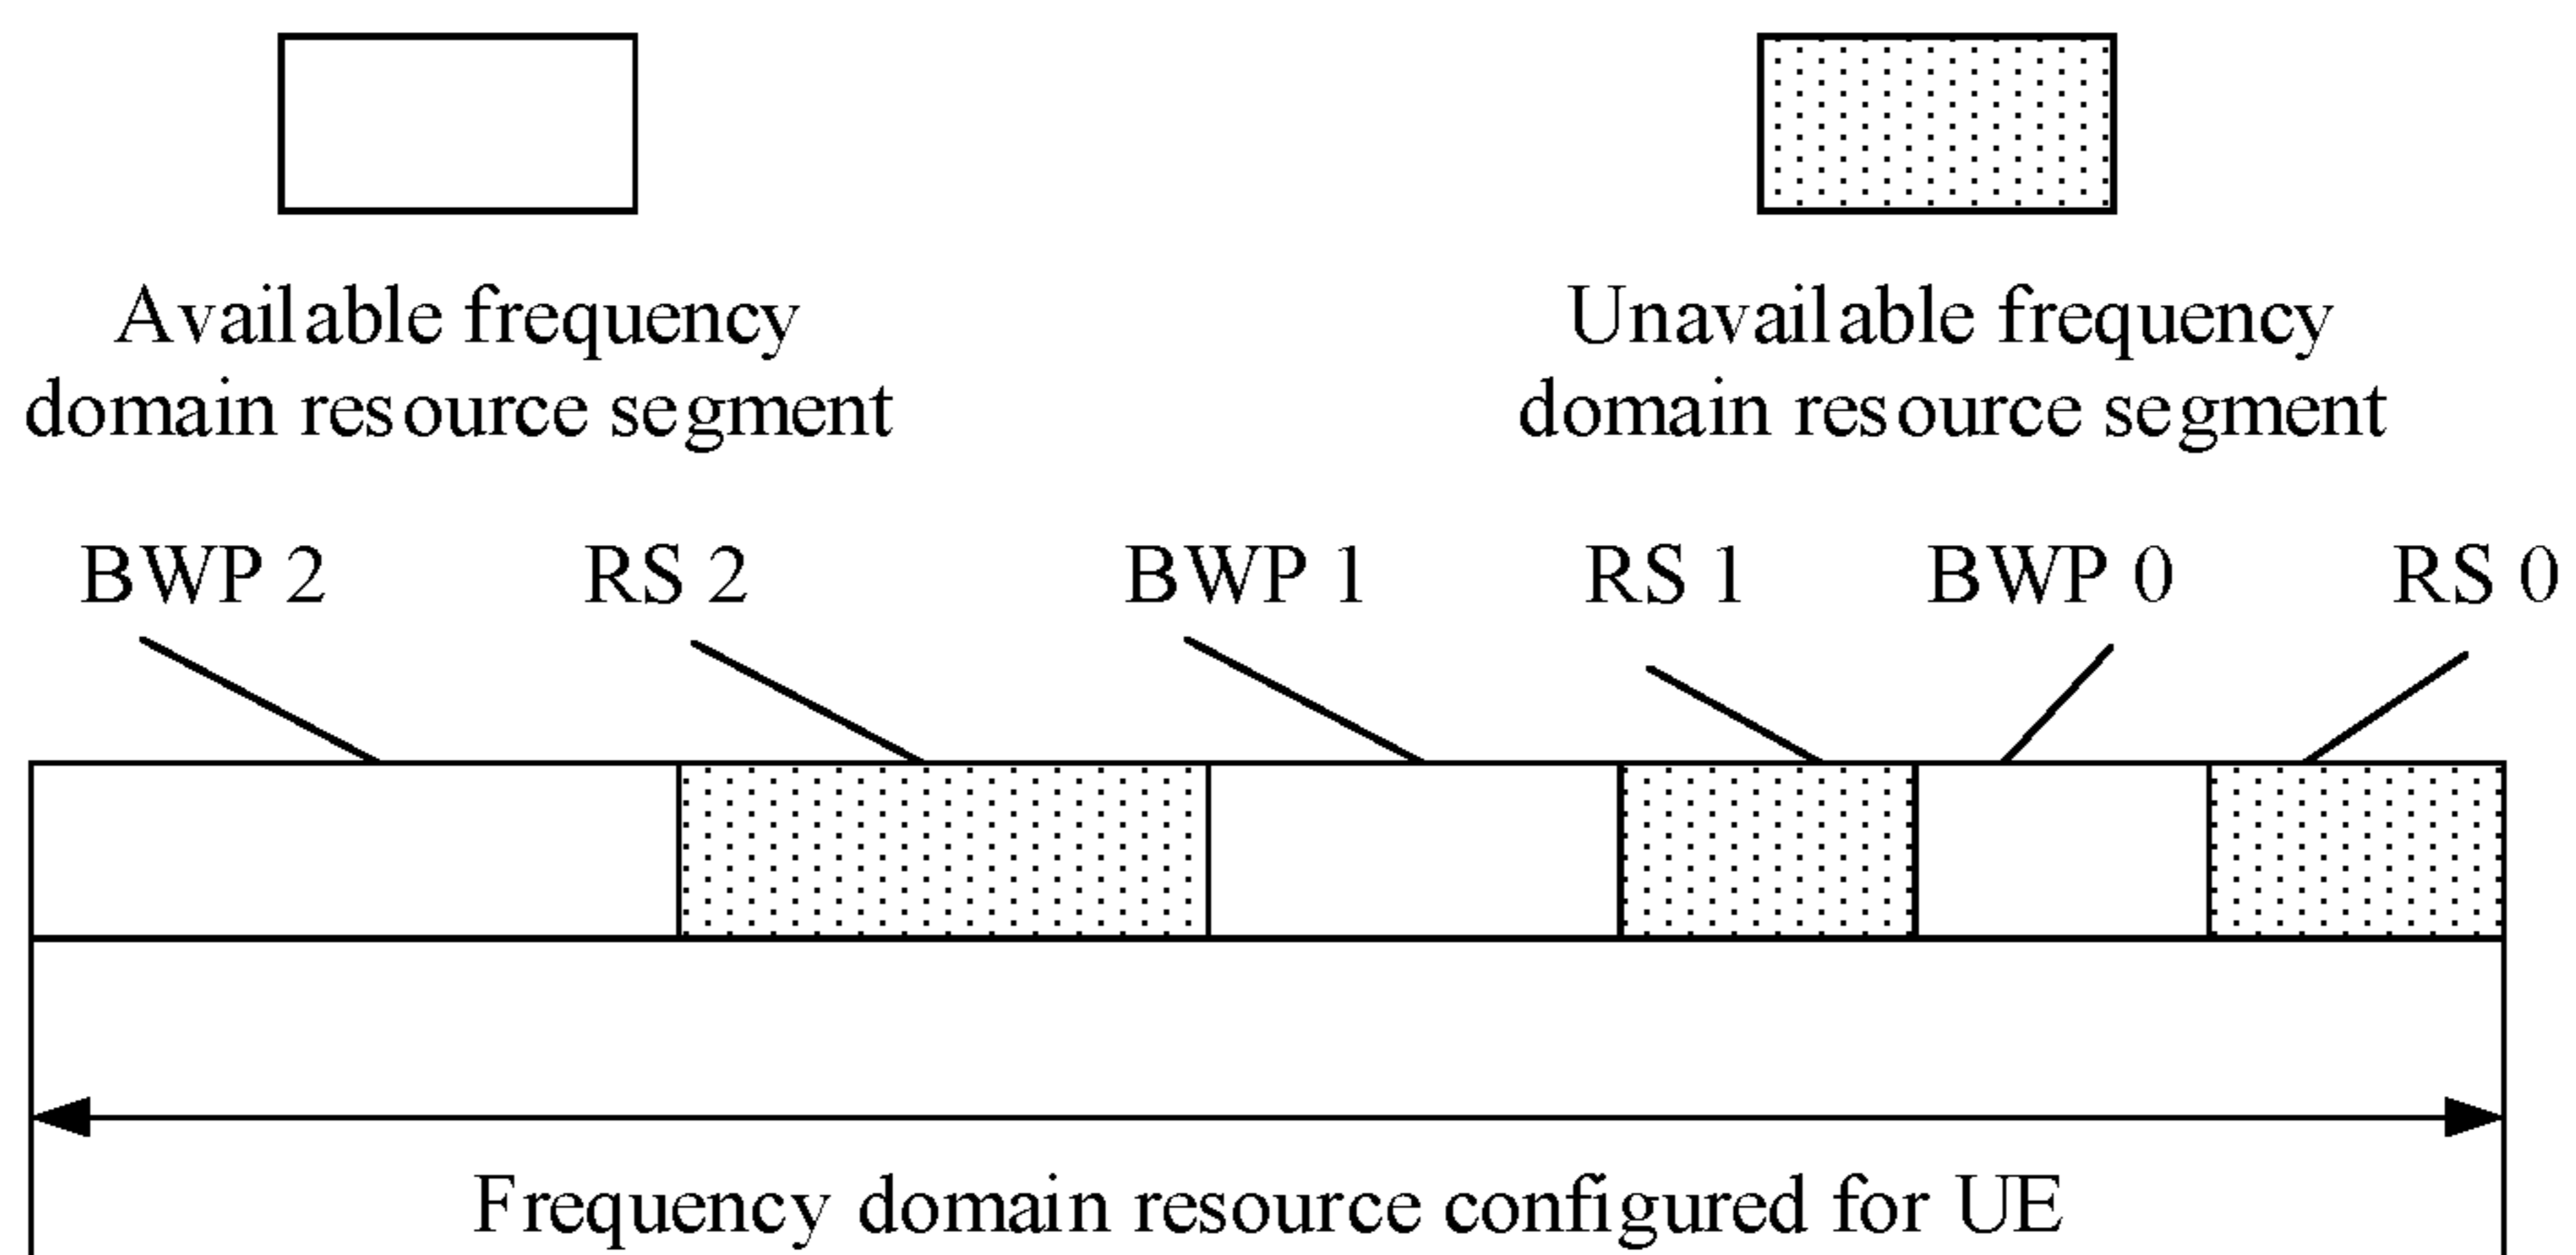 Available frequency
domain resource segment
Unavailable frequency
domain resource segment
BWP 2
RS 2
BWP 1
RS 1
BWP 0
RS 0
Frequency domain resource configured for UE